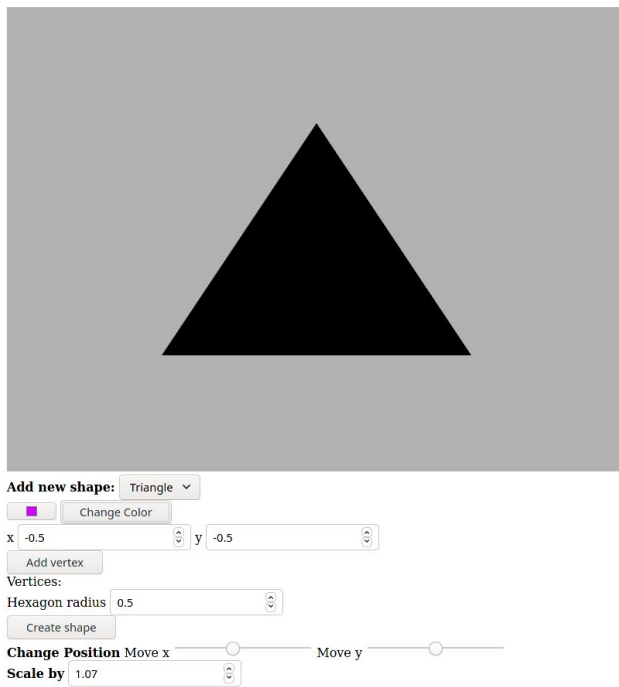 Add new shape: Triangle
Change Color
x -0.5 y -0.5
Add vertex
Vertices:
Hexagon radius 0.5
Create shape
Change Position Move x Move y
Scale by 1.07